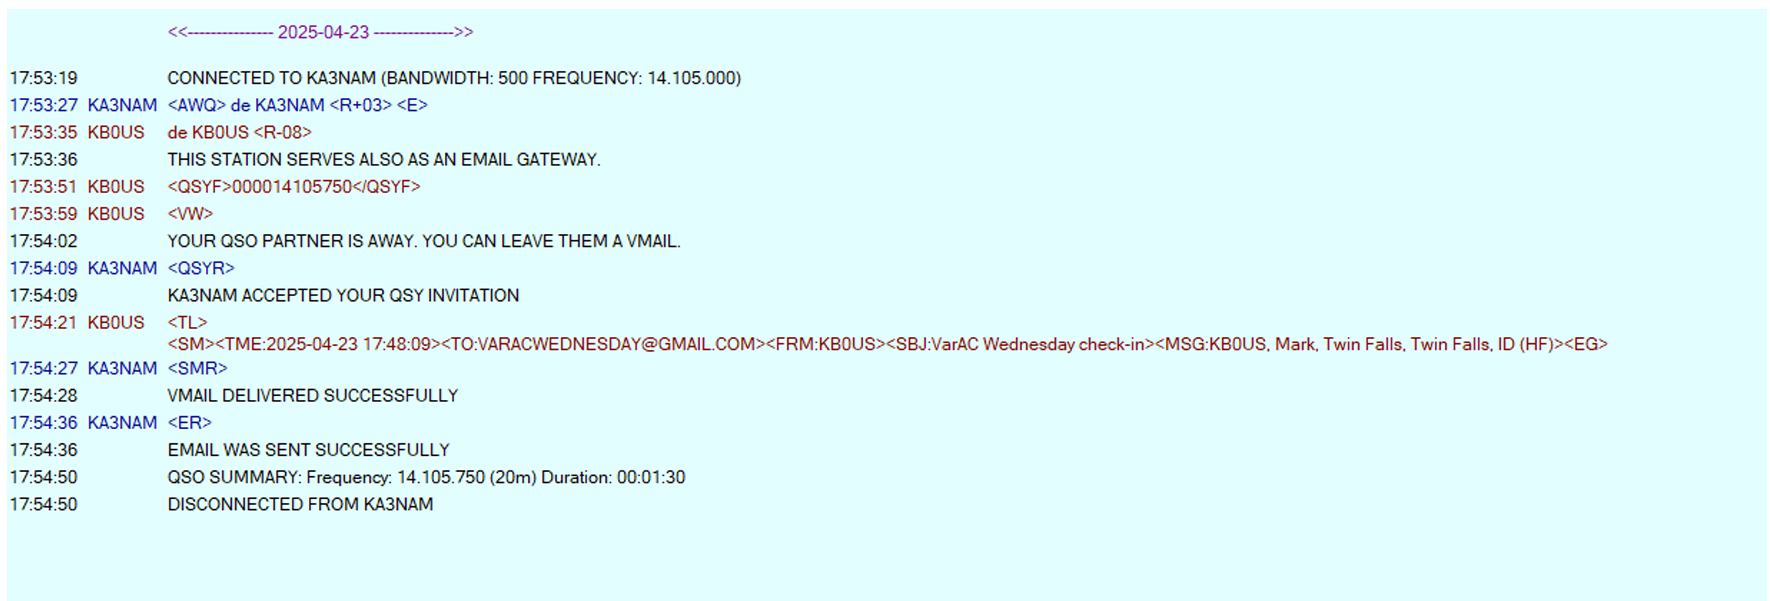 <<--------------- 2025-04-23 -------------->>
17:53:19 CONNECTED TO KA3NAM (BANDWIDTH: 500 FREQUENCY: 14.105.000)
17:53:27 KA3NAM <AWQ> de KA3NAM <R+03> <E>
17:53:35 KB0US de KB0US <R-08>
17:53:36 THIS STATION SERVES ALSO AS AN EMAIL GATEWAY.
17:53:51 KB0US <QSYF>000014105750</QSYF>
17:53:59 KB0US <VW>
17:54:02 YOUR QSO PARTNER IS AWAY. YOU CAN LEAVE THEM A VMAIL.
17:54:09 KA3NAM <QSYR>
17:54:09 KA3NAM ACCEPTED YOUR QSY INVITATION
17:54:21 KB0US <TL>
<SM><TME:2025-04-23 17:48:09><TO:VARACWEDNESDAY@GMAIL.COM><FRM:KB0US><SBJ:VarAC Wednesday check-in><MSG:KB0US, Mark, Twin Falls, Twin Falls, ID (HF)><EG>
17:54:27 KA3NAM <SMR>
17:54:28 VMAIL DELIVERED SUCCESSFULLY
17:54:36 KA3NAM <ER>
17:54:36 EMAIL WAS SENT SUCCESSFULLY
17:54:50 QSO SUMMARY: Frequency: 14.105.750 (20m) Duration: 00:01:30
17:54:50 DISCONNECTED FROM KA3NAM